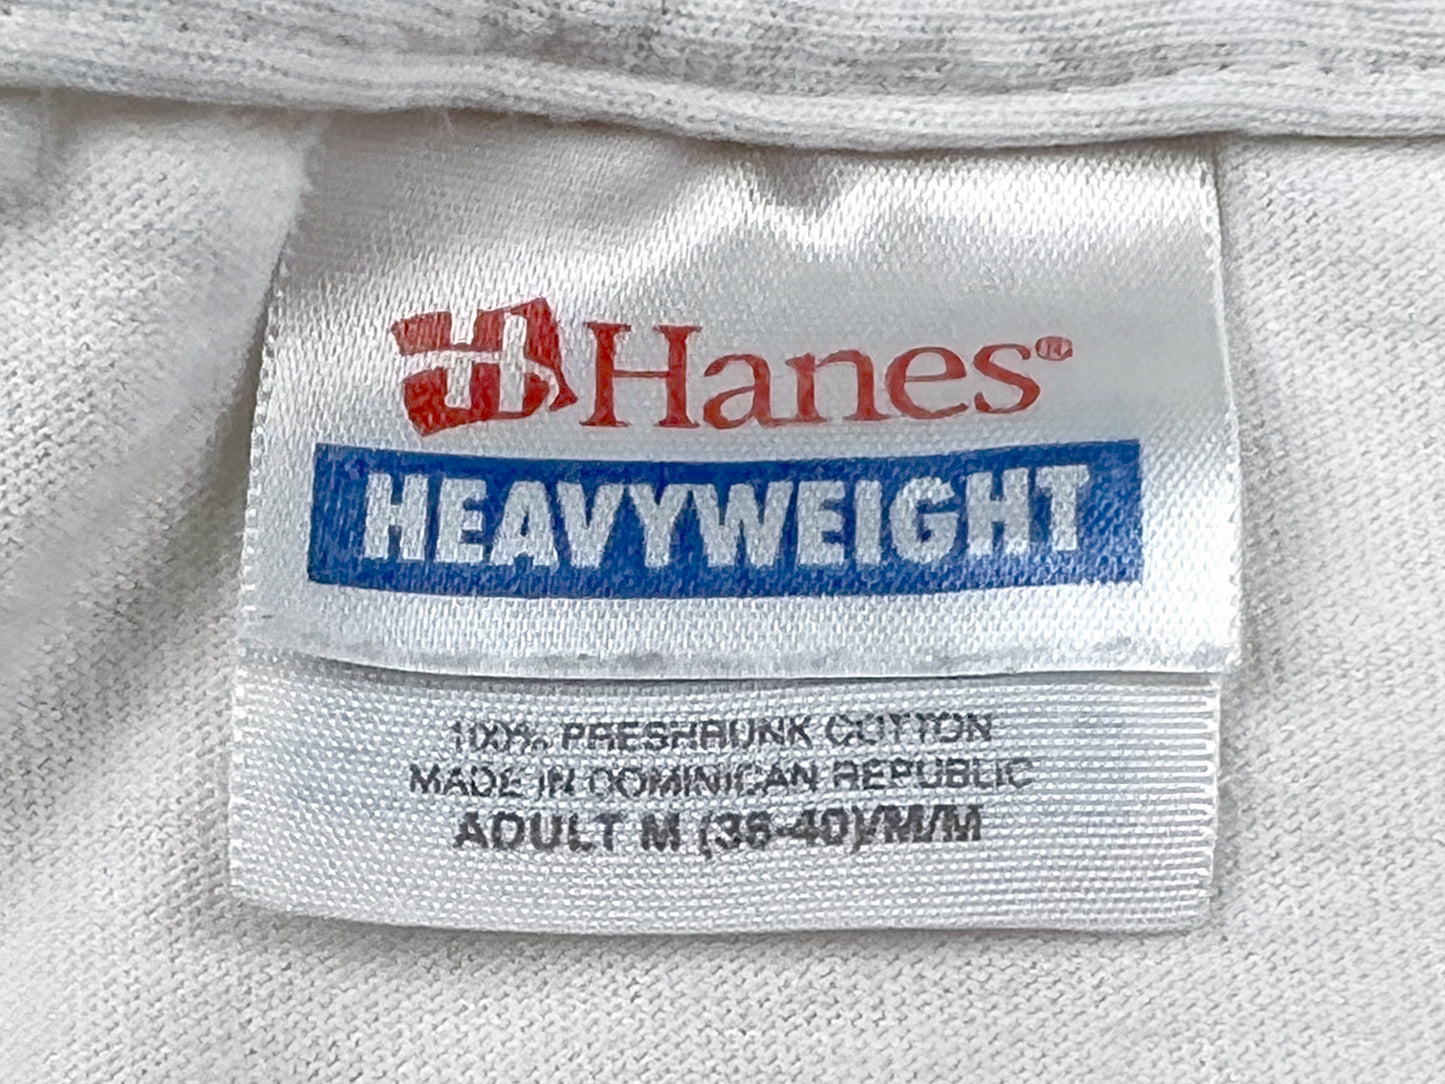 Hanes®
HEAVYWEIGHT
100% PRESHRUNK COTTON
MADE IN DOMINICAN REPUBLIC
ADULT M (38-40)/M/M